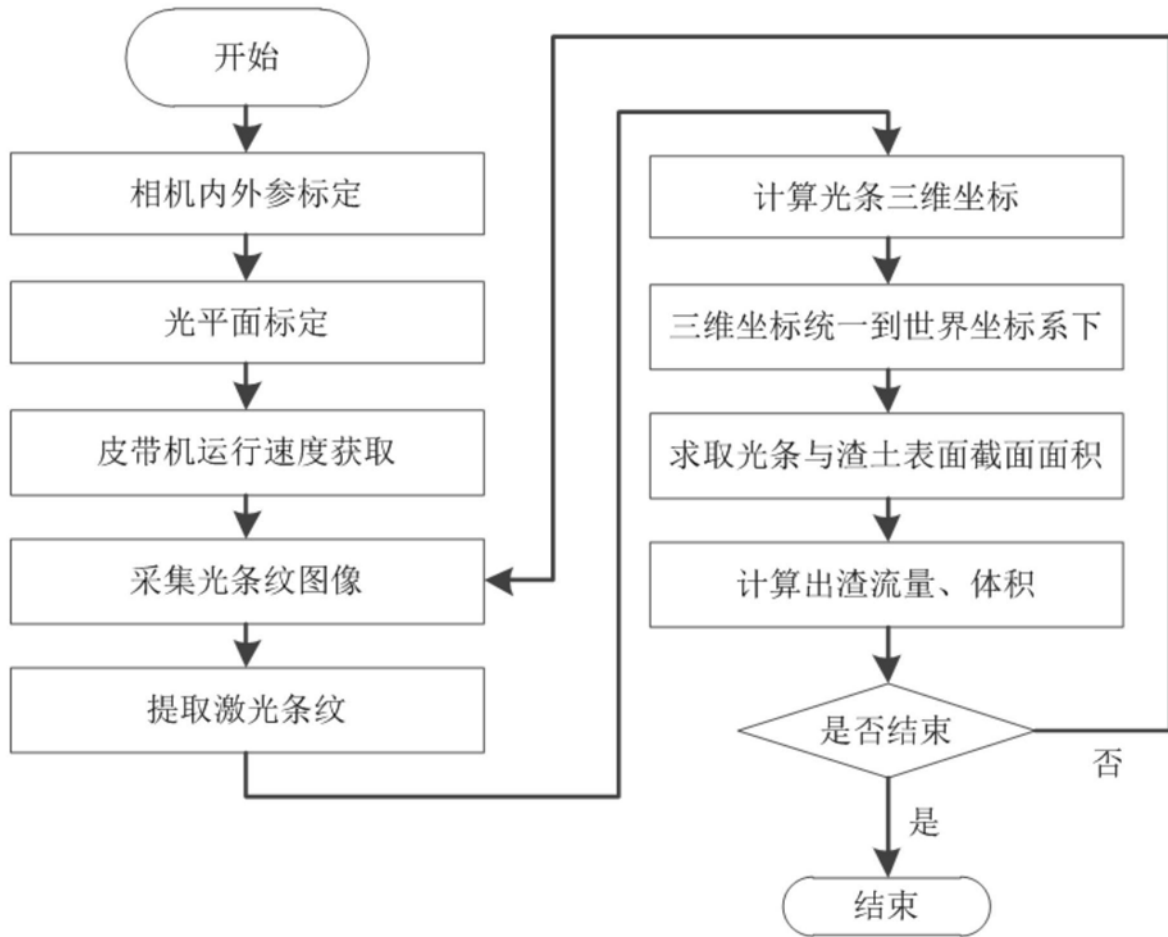 开始
相机内外参标定
光平面标定
皮带机运行速度获取
采集光条纹图像
提取激光条纹
计算光条三维坐标
三维坐标统一到世界坐标系下
求取光条与渣土表面截面面积
计算出渣流量、体积
是否结束
否
是
结束